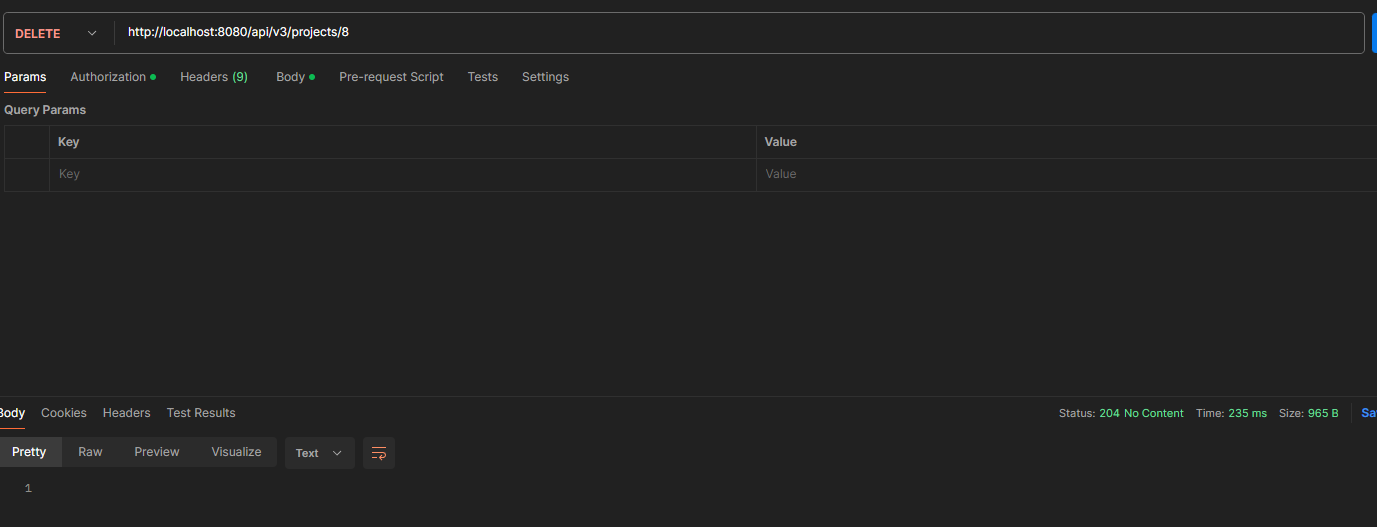 DELETE http://localhost:8080/api/v3/projects/8
Params Authorization Headers (9) Body Pre-request Script Tests Settings
Query Params
Key Value
Key Value
Body Cookies Headers Test Results Status: 204 No Content Time: 235 ms Size: 965 B Sa
Pretty Raw Preview Visualize Text
1